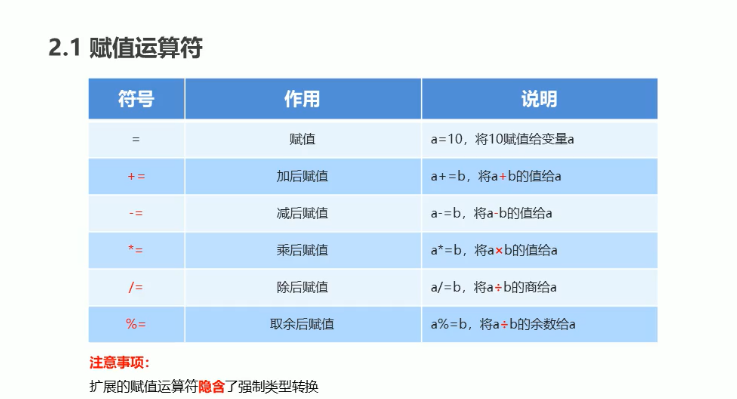 2.1 赋值运算符
符号 作用 说明
= 赋值 a=10，将10赋值给变量a
+= 加后赋值 a+=b，将a+b的值给a
-= 减后赋值 a-=b，将a-b的值给a
*= 乘后赋值 a*=b，将a×b的值给a
/= 除后赋值 a/=b，将a÷b的商给a
%= 取余后赋值 a%=b，将a÷b的余数给a
注意事项：
扩展的赋值运算符隐含了强制类型转换